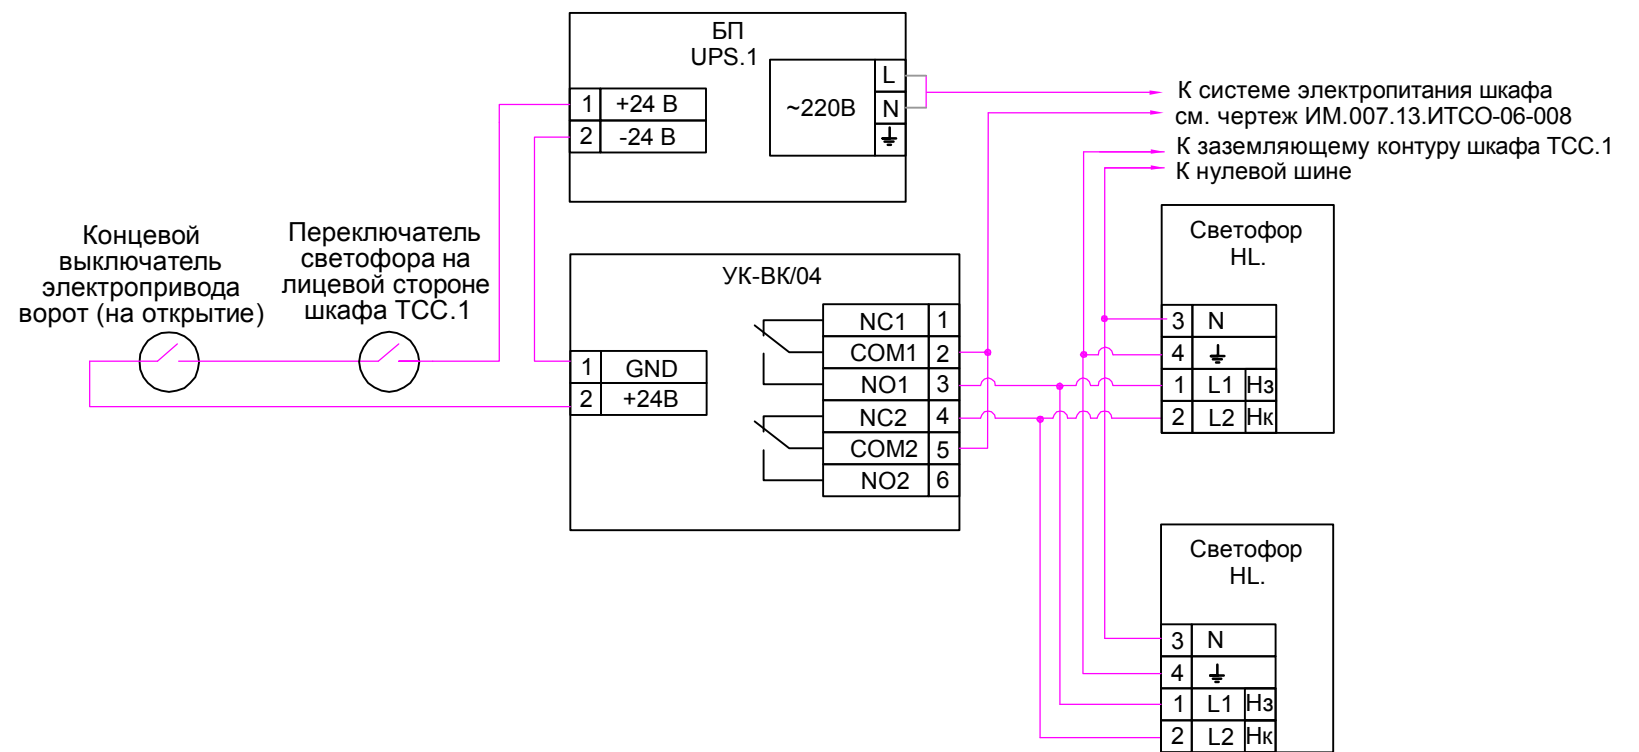 БП
UPS.1
1 +24 В
2 -24 В
~220В
L
N
К системе электропитания шкафа
см. чертеж ИМ.007.13.ИТСО-06-008
К заземляющему контуру шкафа ТСС.1
К нулевой шине
Концевой
выключатель
электропривода
ворот (на открытие)
Переключатель
светофора на
лицевой стороне
шкафа ТСС.1
УК-ВК/04
1 GND
2 +24В
NC1 1
COM1 2
NO1 3
NC2 4
COM2 5
NO2 6
Светофор
HL.
3 N
4
1 L1 Нз
2 L2 Нк
Светофор
HL.
3 N
4
1 L1 Нз
2 L2 Нк